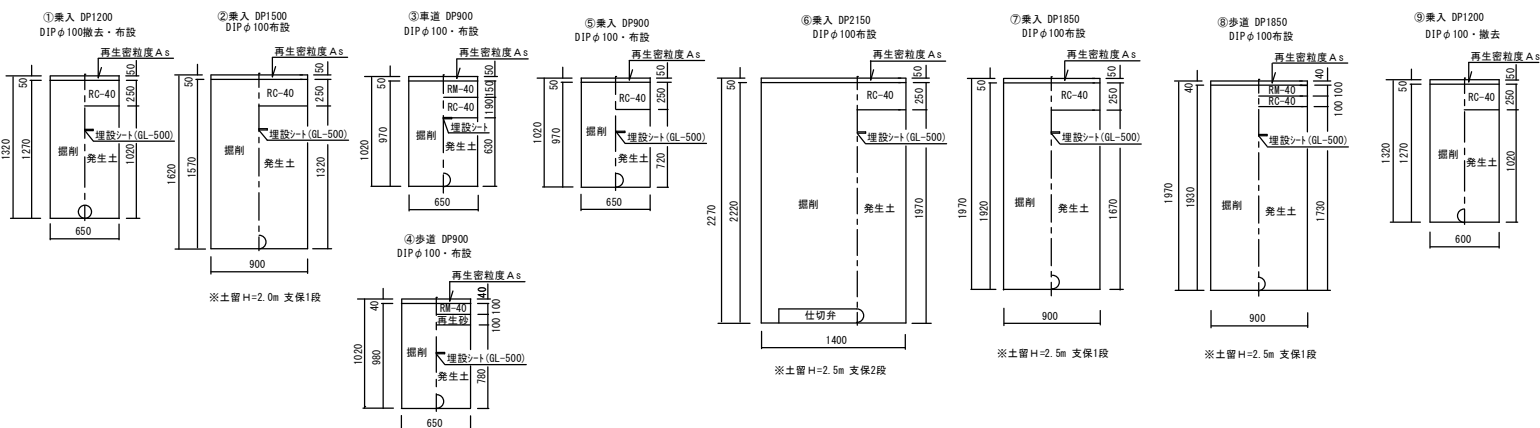 ①乗入 DP1200
DIPφ100撤去・布設
再生密粒度As
50
50
RC-40
250
埋設シート(GL-500)
掘削
発生土
1320
1270
1020
650
②乗入 DP1500
DIPφ100布設
再生密粒度As
50
50
RC-40
250
埋設シート(GL-500)
掘削
発生土
1620
1570
1320
900
※土留H=2.0m 支保1段
③車道 DP900
DIPφ100・布設
再生密粒度As
50
50
RM-40
150
RC-40
190
埋設シート
掘削
発生土
1020
970
630
650
④歩道 DP900
DIPφ100・布設
再生密粒度As
40
40
RM-40
100
再生砂
100
掘削
埋設シート(GL-500)
発生土
1020
980
780
650
⑤乗入 DP900
DIPφ100・布設
再生密粒度As
50
50
RC-40
250
掘削
埋設シート(GL-500)
発生土
1020
970
720
650
⑥乗入 DP2150
DIPφ100布設
再生密粒度As
50
50
RC-40
250
埋設シート(GL-500)
掘削
発生土
2270
2220
1970
仕切弁
1400
※土留H=2.5m 支保2段
⑦乗入 DP1850
DIPφ100布設
再生密粒度As
50
50
RC-40
250
埋設シート(GL-500)
掘削
発生土
1970
1920
1670
900
※土留H=2.5m 支保1段
⑧歩道 DP1850
DIPφ100布設
再生密粒度As
40
40
RM-40
100
RC-40
100
埋設シート(GL-500)
掘削
発生土
1970
1930
1730
900
※土留H=2.5m 支保1段
⑨乗入 DP1200
DIPφ100・撤去
再生密粒度As
50
50
RC-40
250
掘削
発生土
1320
1270
1020
600